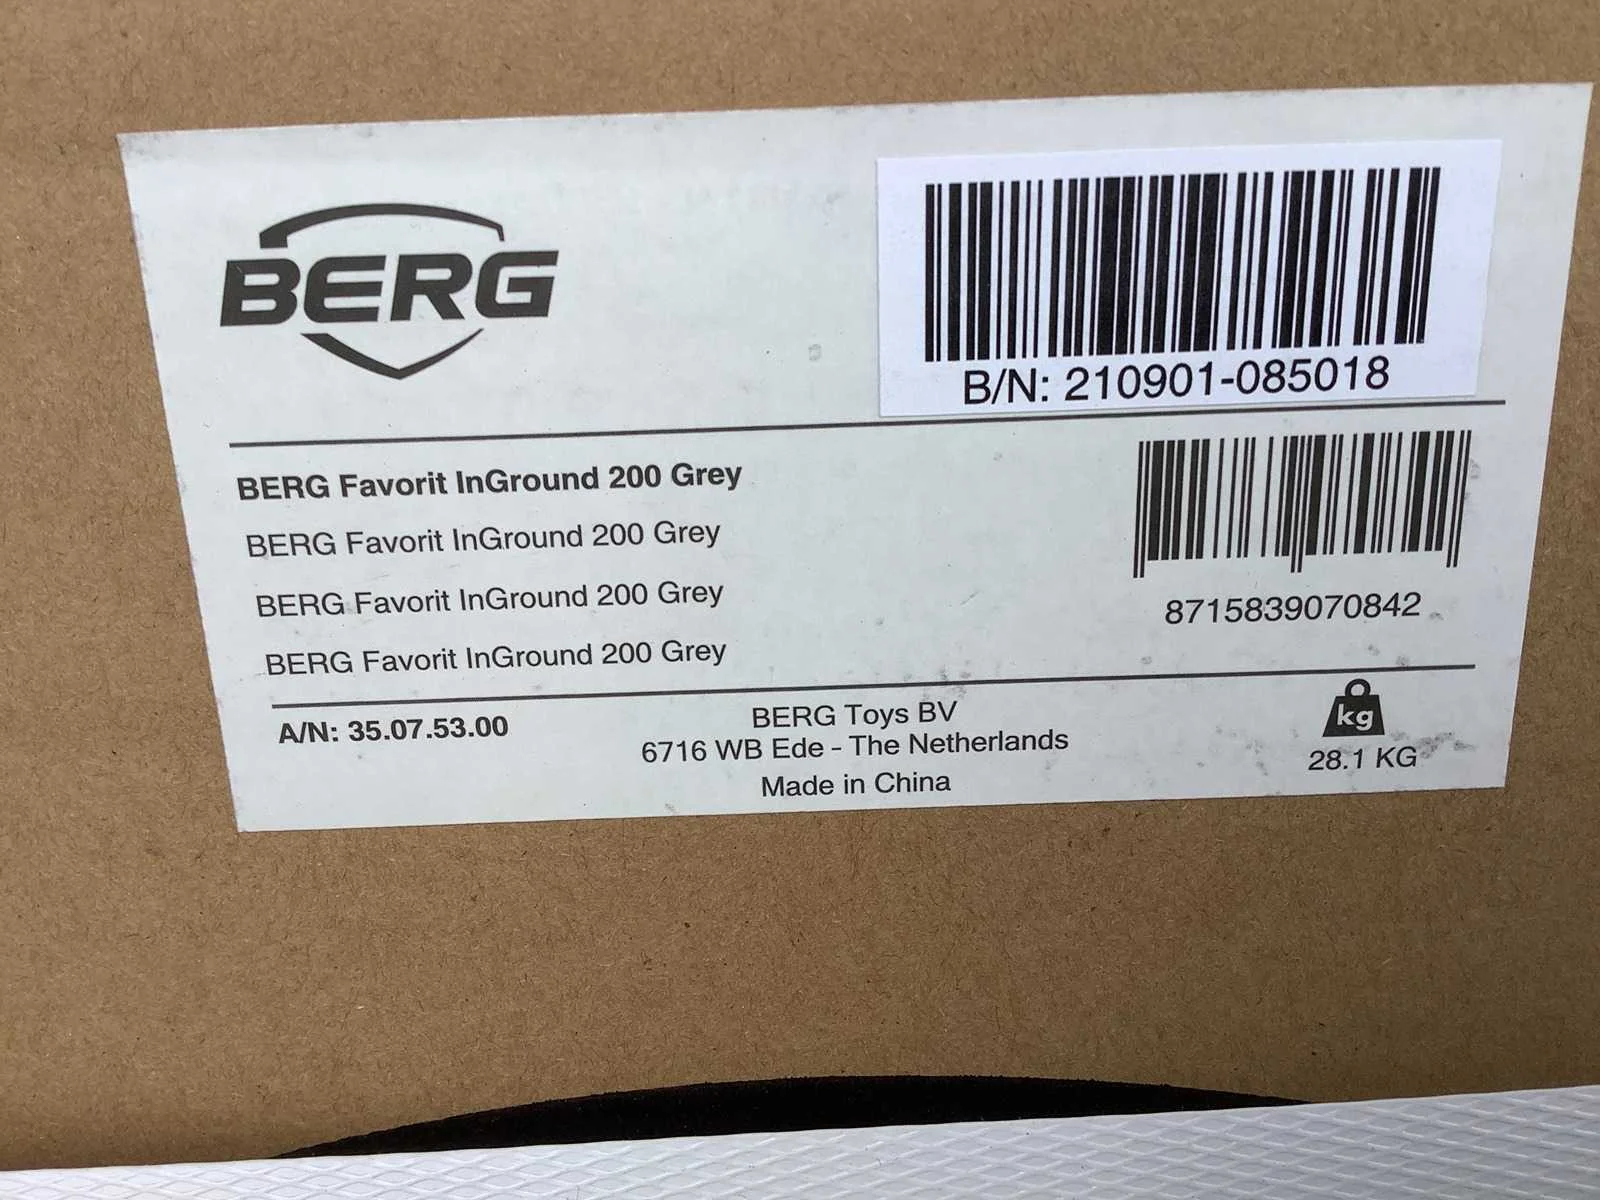 BERG
B/N: 210901-085018
BERG Favorit InGround 200 Grey
BERG Favorit InGround 200 Grey
BERG Favorit InGround 200 Grey
BERG Favorit InGround 200 Grey
8715839070842
A/N: 35.07.53.00
BERG Toys BV
6716 WB Ede - The Netherlands
Made in China
kg
28.1 KG